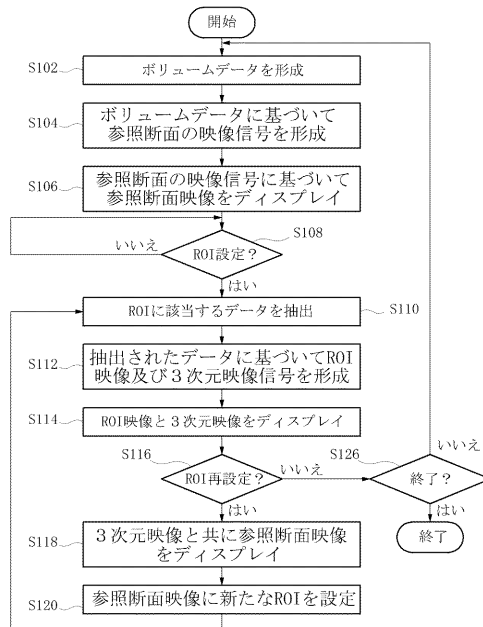 開始
S102
ボリュームデータを形成
S104
ボリュームデータに基づいて
参照断面の映像信号を形成
S106
参照断面の映像信号に基づいて
参照断面映像をディスプレイ
いいえ
S108
ROI設定?
はい
ROIに該当するデータを抽出
S110
S112
抽出されたデータに基づいてROI
映像及び3次元映像信号を形成
S114
ROI映像と3次元映像をディスプレイ
S116
ROI再設定?
いいえ
S126
いいえ
終了?
はい
はい
終了
S118
3次元映像と共に参照断面映像
をディスプレイ
S120
参照断面映像に新たなROIを設定